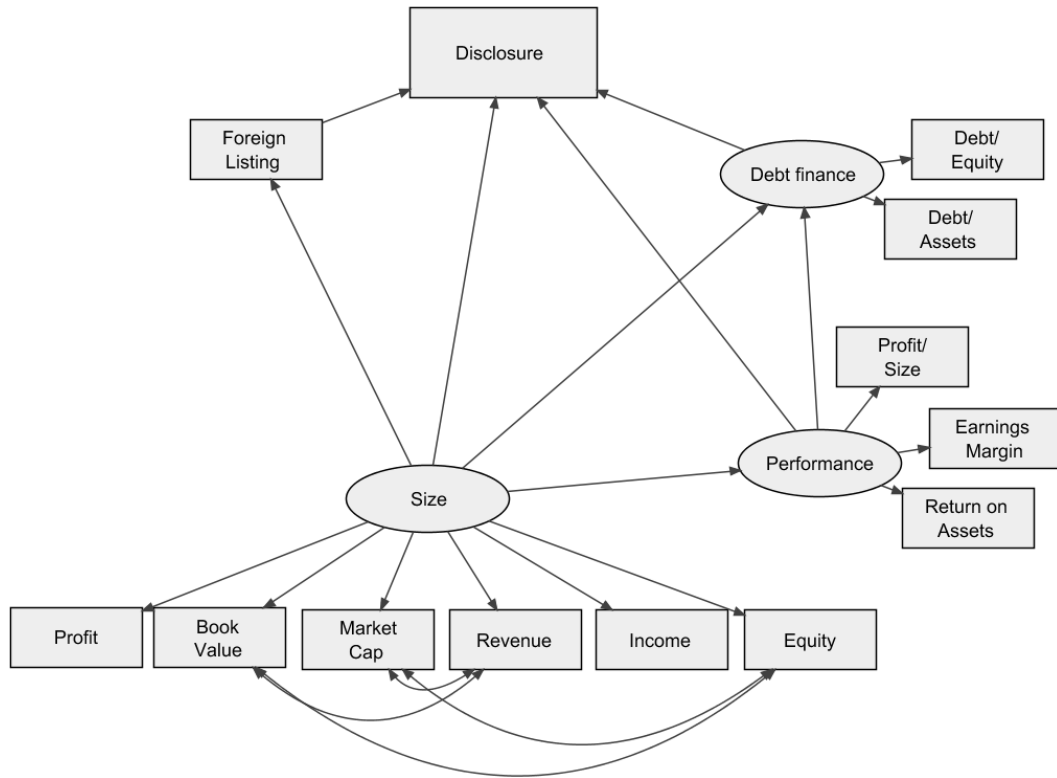 Disclosure
Foreign
Listing
Debt finance
Debt/
Equity
Debt/
Assets
Profit/
Size
Performance
Earnings
Margin
Return on
Assets
Size
Profit
Book
Value
Market
Cap
Revenue
Income
Equity